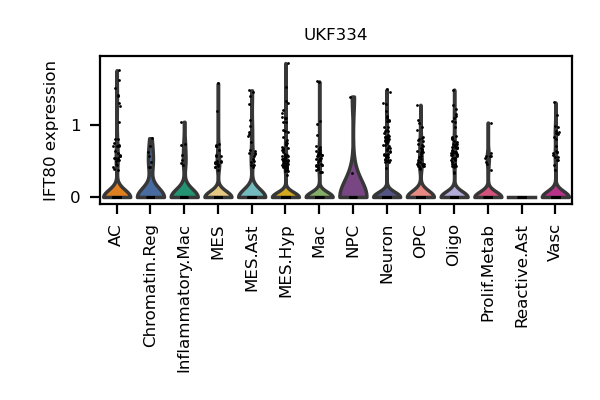 UKF334
IFT80 expression
1
0
AC
Chromatin.Reg
Inflammatory.Mac
MES
MES.Ast
MES.Hyp
Mac
NPC
Neuron
OPC
Oligo
Prolif.Metab
Reactive.Ast
Vasc